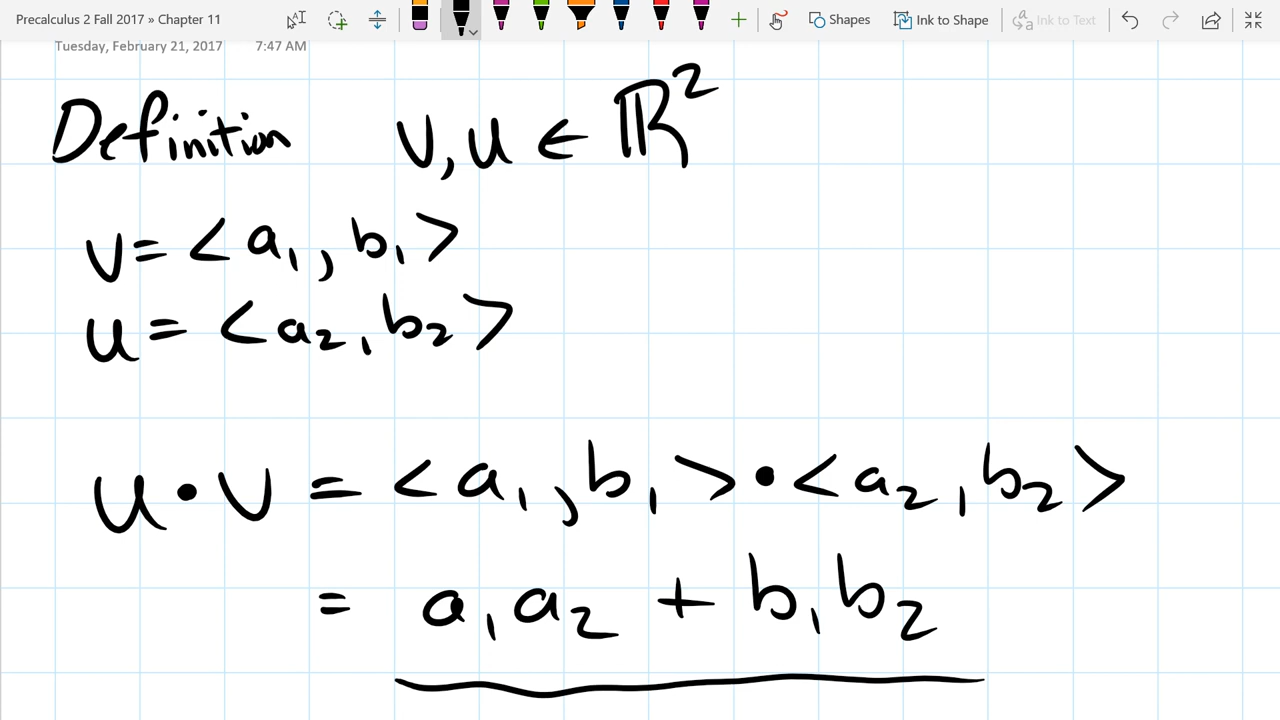 Precalculus 2 Fall 2017 » Chapter 11 Shapes Ink to Shape Ink to Text
Tuesday, February 21, 2017 7:47 AM
Definition v, u ∈ ℝ²
v = <a₁, b₁>
u = <a₂, b₂>
u • v = <a₁, b₁> • <a₂, b₂>
= a₁a₂ + b₁b₂